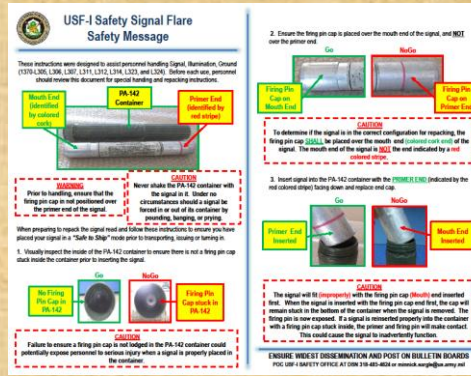 USF-I Safety Signal Flare
Safety Message
These instructions were designed to assist personnel handling Signal, Illumination, Ground
(1370-L305, L306, L307, L311, L312, L314, L323, and L324). Before each use, personnel
should review this document for special handling and repacking instructions.
Mouth End
(identified
by colored
cork)
PA-142
Container
Primer End
(identified by
red stripe)
WARNING
Prior to handling, ensure that the
firing pin cap is not positioned over
the primer end of the signal.
CAUTION
Never shake the PA-142 container with
the signal in it. Under no
circumstances should a signal be
forced in or out of its container by
pounding, banging, or prying.
When preparing to repack the signal read and follow these instructions to ensure you have
placed your signal in a "Safe to Ship" mode prior to transporting, issuing or turning in.
1. Visually inspect the inside of the PA-142 container to ensure there is not a firing pin cap
stuck inside the container prior to inserting the signal.
Go
NoGo
No Firing
Pin Cap in
PA-142
Firing Pin
Cap stuck in
PA-142
CAUTION
Failure to ensure a firing pin cap is not lodged in the PA-142 container could
potentially expose personnel to serious injury when a signal is properly placed in
the container.
2. Ensure the firing pin cap is placed over the mouth end of the signal, and NOT
over the primer end.
Go
NoGo
Firing Pin
Cap on
Mouth End
Firing Pin
Cap on
Primer End
CAUTION
To determine if the signal is in the correct configuration for repacking, the
firing pin cap SHALL be placed over the mouth end (colored cork end) of the
signal. The mouth end of the signal is NOT the end indicated by a red
colored stripe.
3. Insert signal into the PA-142 container with the PRIMER END (indicated by the
red colored stripe) facing down and replace end cap.
Go
NoGo
Primer End
Inserted
Mouth End
Inserted
CAUTION
The signal will fit (improperly) with the firing pin cap (Mouth) end inserted
first. When the signal is inserted with the firing pin cap end first, the cap will
remain stuck in the bottom of the container when the signal is removed. The
firing pin is now exposed. If a signal is reinserted properly into the container
with a firing pin cap stuck inside, the primer and firing pin will make contact.
This could cause the signal to inadvertently function.
ENSURE WIDEST DISSEMINATION AND POST ON BULLETIN BOARDS
POC USF-I SAFETY OFFICE AT DSN